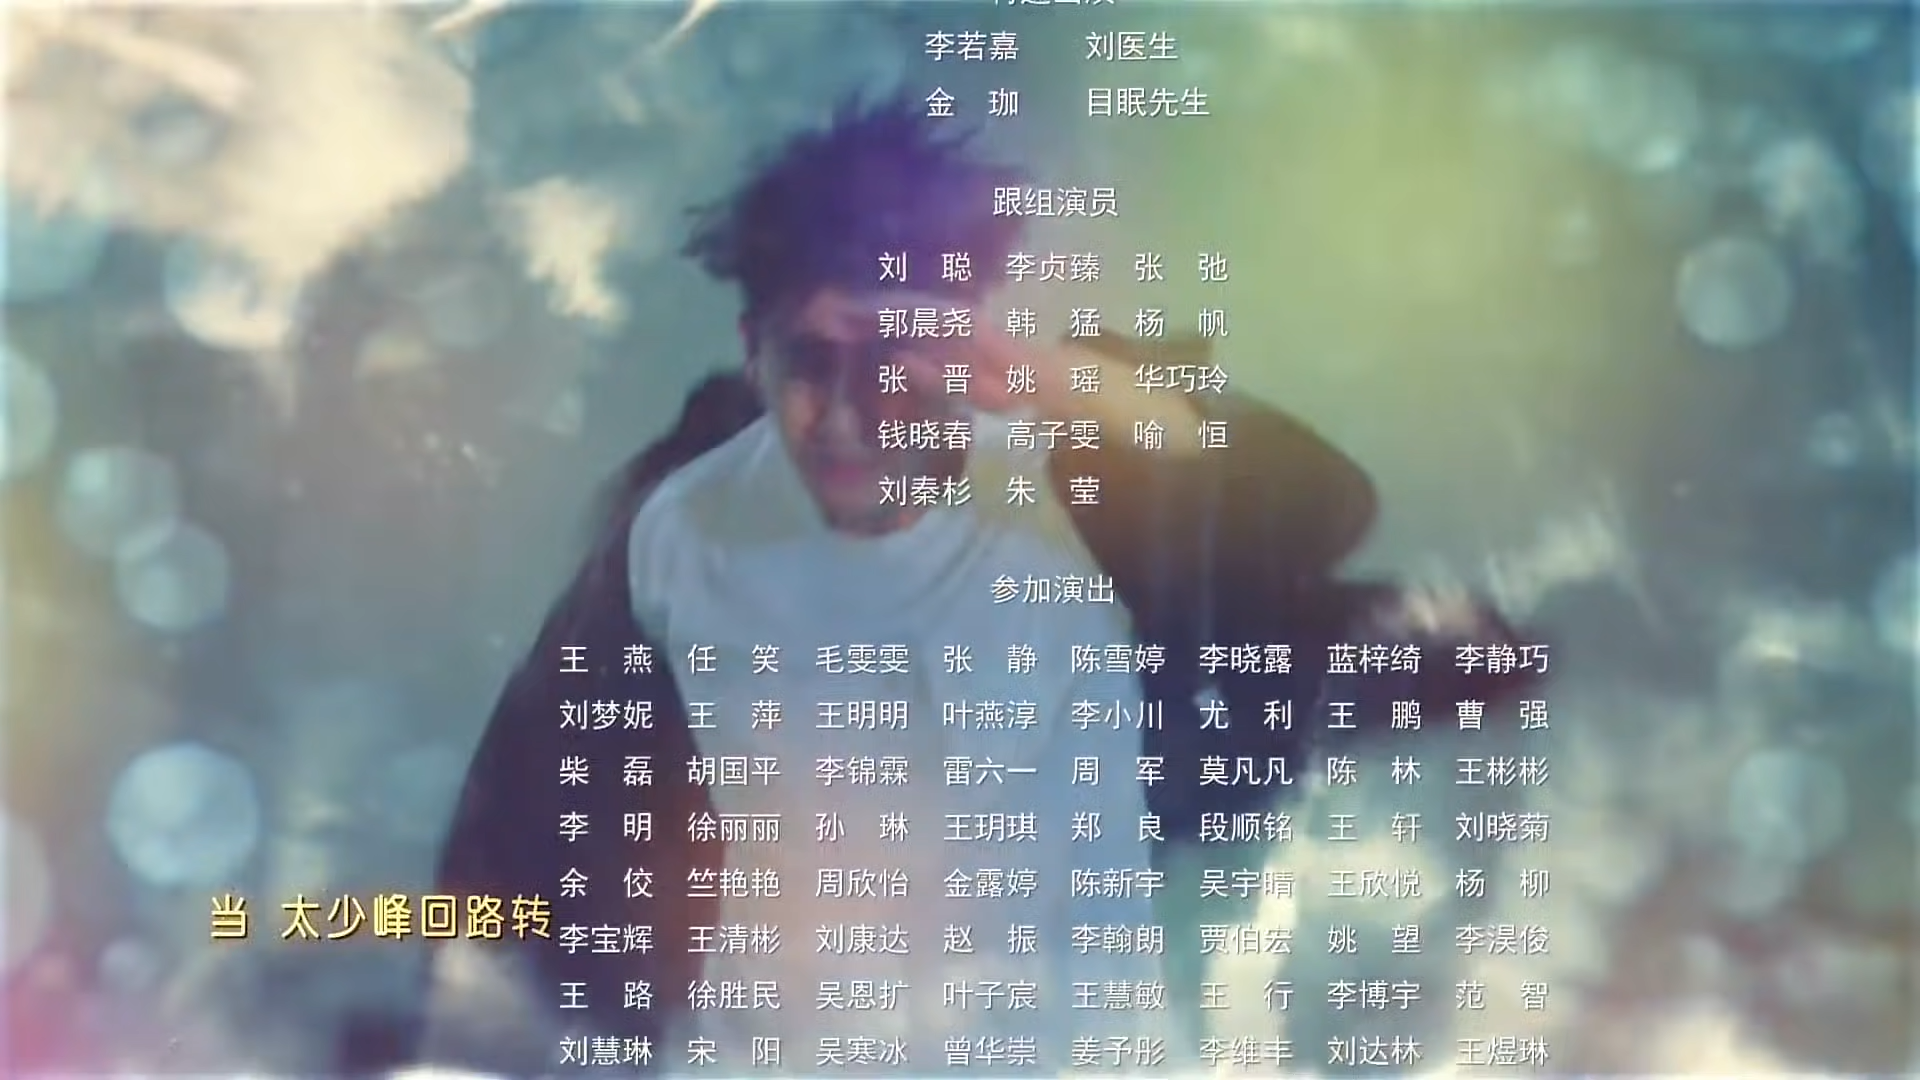 李若嘉 刘医生
金 珈 目眠先生
跟组演员
刘 聪 李贞臻 张 弛
郭晨尧 韩 猛 杨 帆
张 晋 姚 瑶 华巧玲
钱晓春 高子雯 喻 恒
刘秦杉 朱 莹
参加演出
王 燕 任 笑 毛雯雯 张 静 陈雪婷 李晓露 蓝梓绮 李静巧
刘梦妮 王 萍 王明明 叶燕淳 李小川 尤 利 王 鹏 曹 强
柴 磊 胡国平 李锦霖 雷六一 周 军 莫凡凡 陈 林 王彬彬
李 明 徐丽丽 孙 琳 王玥琪 郑 良 段顺铭 王 轩 刘晓菊
余 佼 竺艳艳 周欣怡 金露婷 陈新宇 吴宇晴 王欣悦 杨 柳
当 太少峰回路转
李宝辉 王清彬 刘康达 赵 振 李翰朗 贾伯宏 姚 望 李淏俊
王 路 徐胜民 吴恩扩 叶子宸 王慧敏 王 行 李博宇 范 智
刘慧琳 宋 阳 吴寒冰 曾华崇 姜予彤 李维丰 刘达林 王煜琳